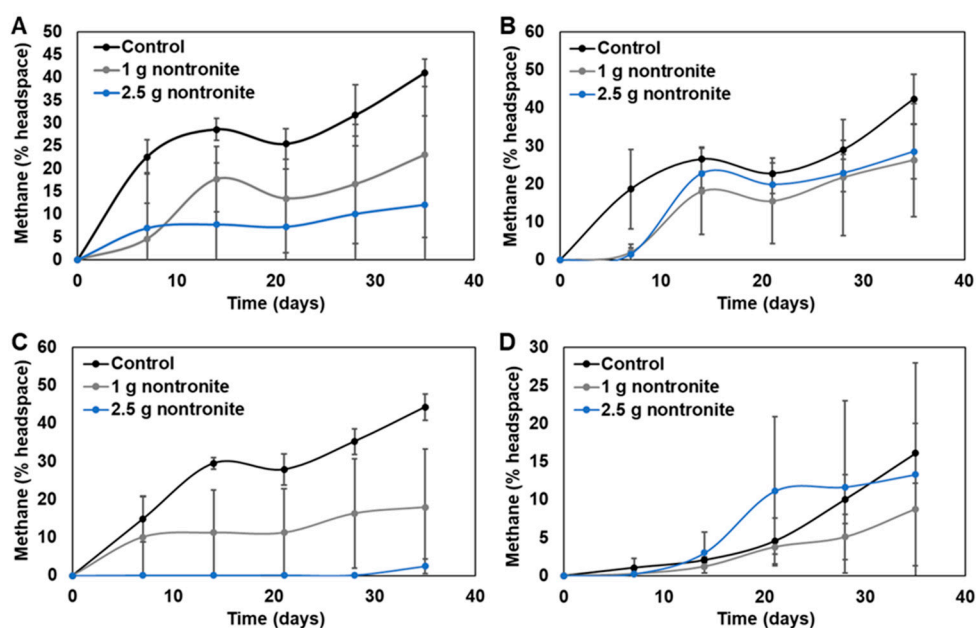 A
Methane (% headspace)
50
45
40
35
30
25
20
15
10
5
0
Control
1 g nontronite
2.5 g nontronite
0 10 20 30 40
Time (days)
B
Methane (% headspace)
60
50
40
30
20
10
0
Control
1 g nontronite
2.5 g nontronite
0 10 20 30 40
Time (days)
C
Methane (% headspace)
60
50
40
30
20
10
0
Control
1 g nontronite
2.5 g nontronite
0 10 20 30 40
Time (days)
D
Methane (% headspace)
30
25
20
15
10
5
0
Control
1 g nontronite
2.5 g nontronite
0 10 20 30 40
Time (days)